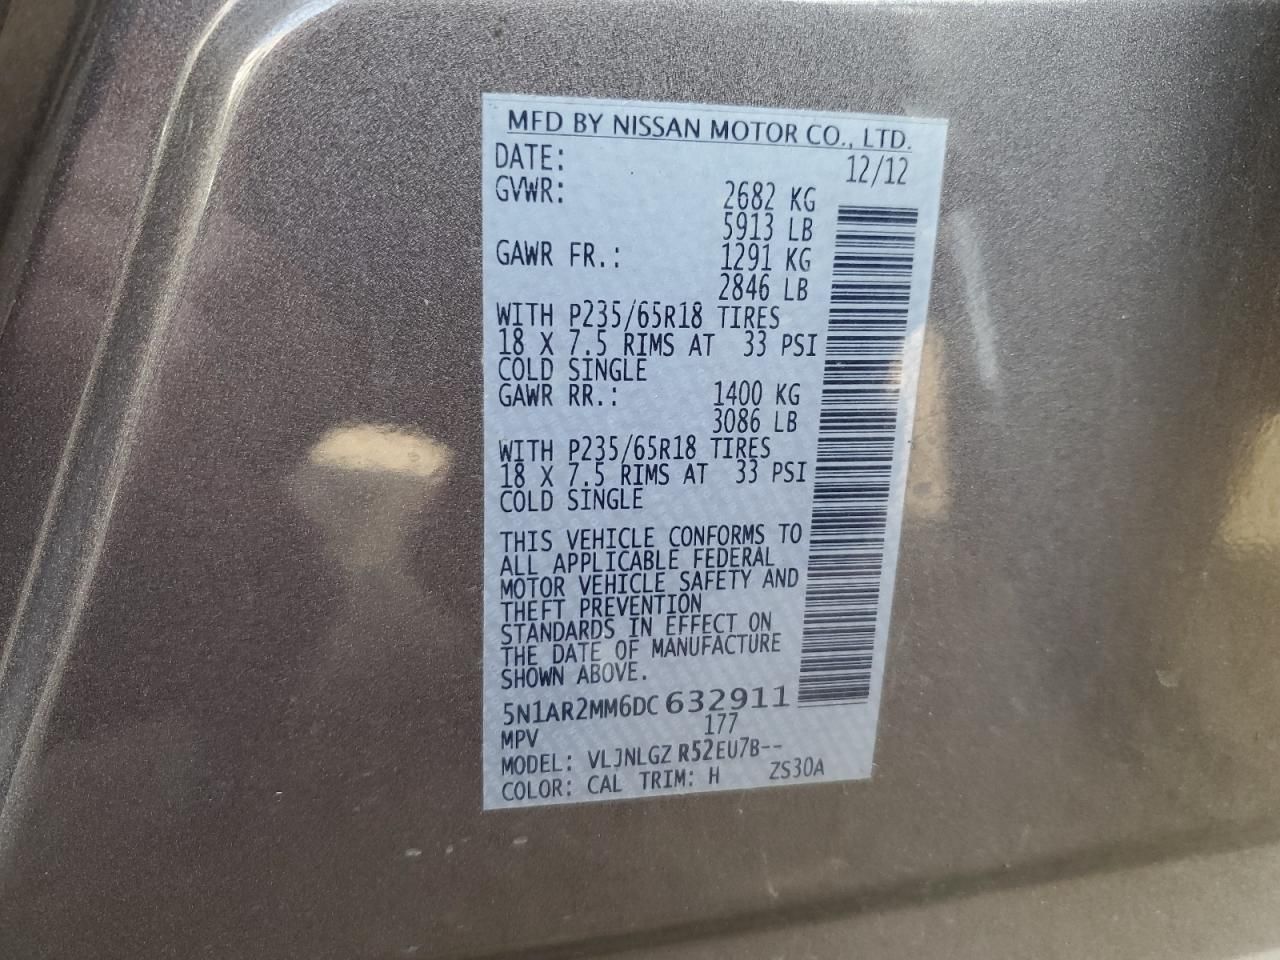 MFD BY NISSAN MOTOR CO., LTD.
DATE: 12/12
GVWR: 2682 KG
5913 LB
GAWR FR.: 1291 KG
2846 LB
WITH P235/65R18 TIRES
18 X 7.5 RIMS AT 33 PSI
COLD SINGLE
GAWR RR.: 1400 KG
3086 LB
WITH P235/65R18 TIRES
18 X 7.5 RIMS AT 33 PSI
COLD SINGLE
THIS VEHICLE CONFORMS TO
ALL APPLICABLE FEDERAL
MOTOR VEHICLE SAFETY AND
THEFT PREVENTION
STANDARDS IN EFFECT ON
THE DATE OF MANUFACTURE
SHOWN ABOVE.
5N1AR2MM6DC 632911
MPV 177
MODEL: VLJNLGZ R52EU7B--
COLOR: CAL TRIM: H ZS30A